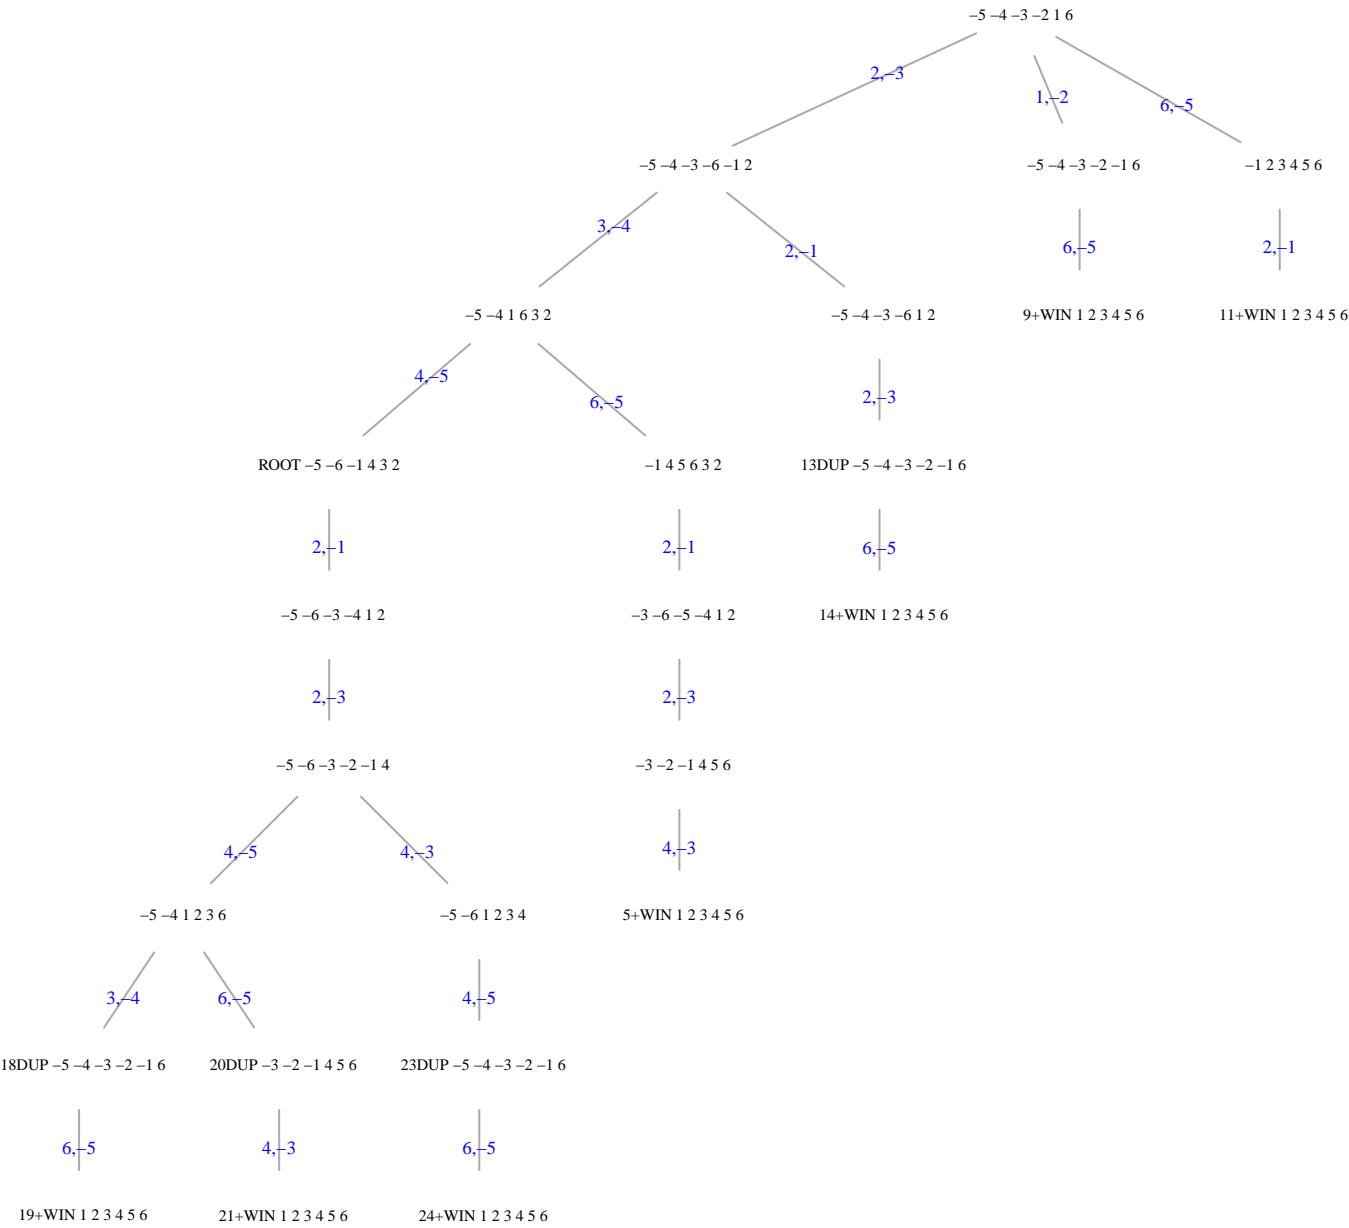 −5 −4 −3 −2 1 6
2,−3
1,−2
6,−5
−5 −4 −3 −6 −1 2
−5 −4 −3 −2 −1 6
−1 2 3 4 5 6
3,−4
2,−1
6,−5
2,−1
−5 −4 1 6 3 2
−5 −4 −3 −6 1 2
9+WIN 1 2 3 4 5 6
11+WIN 1 2 3 4 5 6
4,−5
6,−5
2,−3
ROOT −5 −6 −1 4 3 2
−1 4 5 6 3 2
13DUP −5 −4 −3 −2 −1 6
2,−1
2,−1
6,−5
−5 −6 −3 −4 1 2
−3 −6 −5 −4 1 2
14+WIN 1 2 3 4 5 6
2,−3
2,−3
−5 −6 −3 −2 −1 4
−3 −2 −1 4 5 6
4,−5
4,−3
4,−3
−5 −4 1 2 3 6
−5 −6 1 2 3 4
5+WIN 1 2 3 4 5 6
3,−4
6,−5
4,−5
18DUP −5 −4 −3 −2 −1 6
20DUP −3 −2 −1 4 5 6
23DUP −5 −4 −3 −2 −1 6
6,−5
4,−3
6,−5
19+WIN 1 2 3 4 5 6
21+WIN 1 2 3 4 5 6
24+WIN 1 2 3 4 5 6